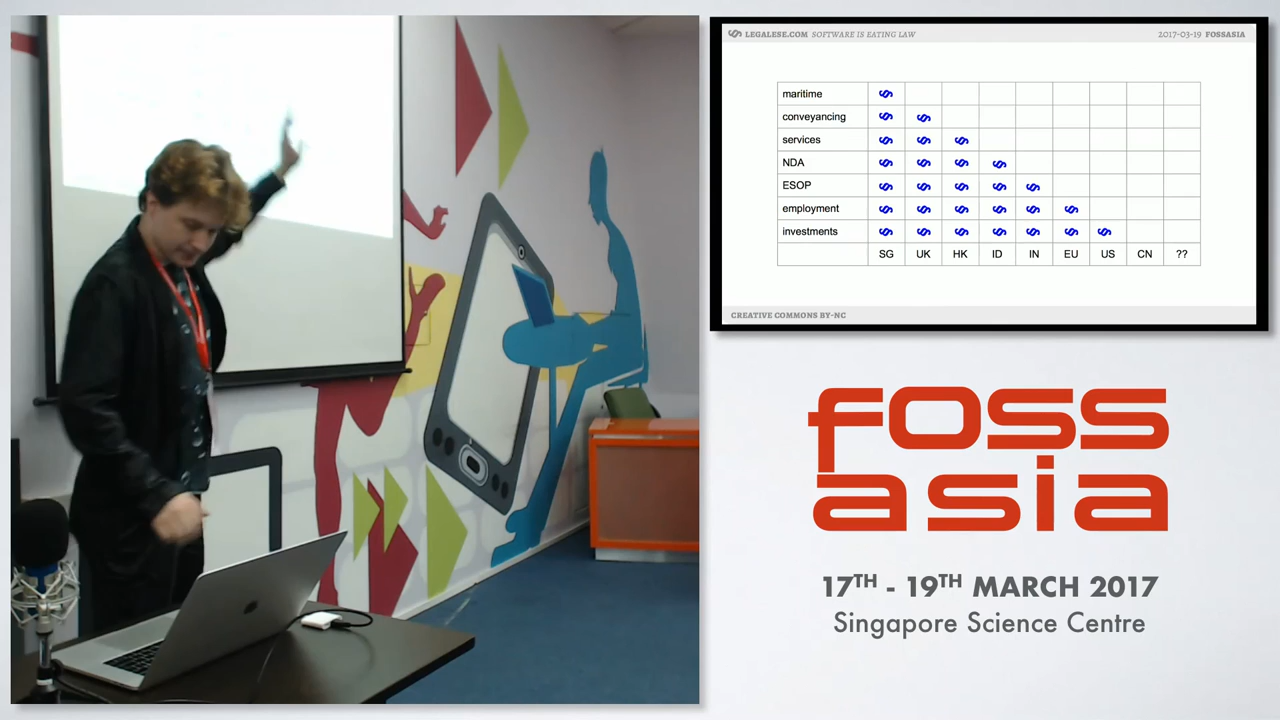 LEGALESE.COM SOFTWARE IS EATING LAW
2017-03-19 FOSSASIA
maritime
conveyancing
services
NDA
ESOP
employment
investments
SG UK HK ID IN EU US CN ??
CREATIVE COMMONS BY-NC
foss
asia
17TH - 19TH MARCH 2017
Singapore Science Centre